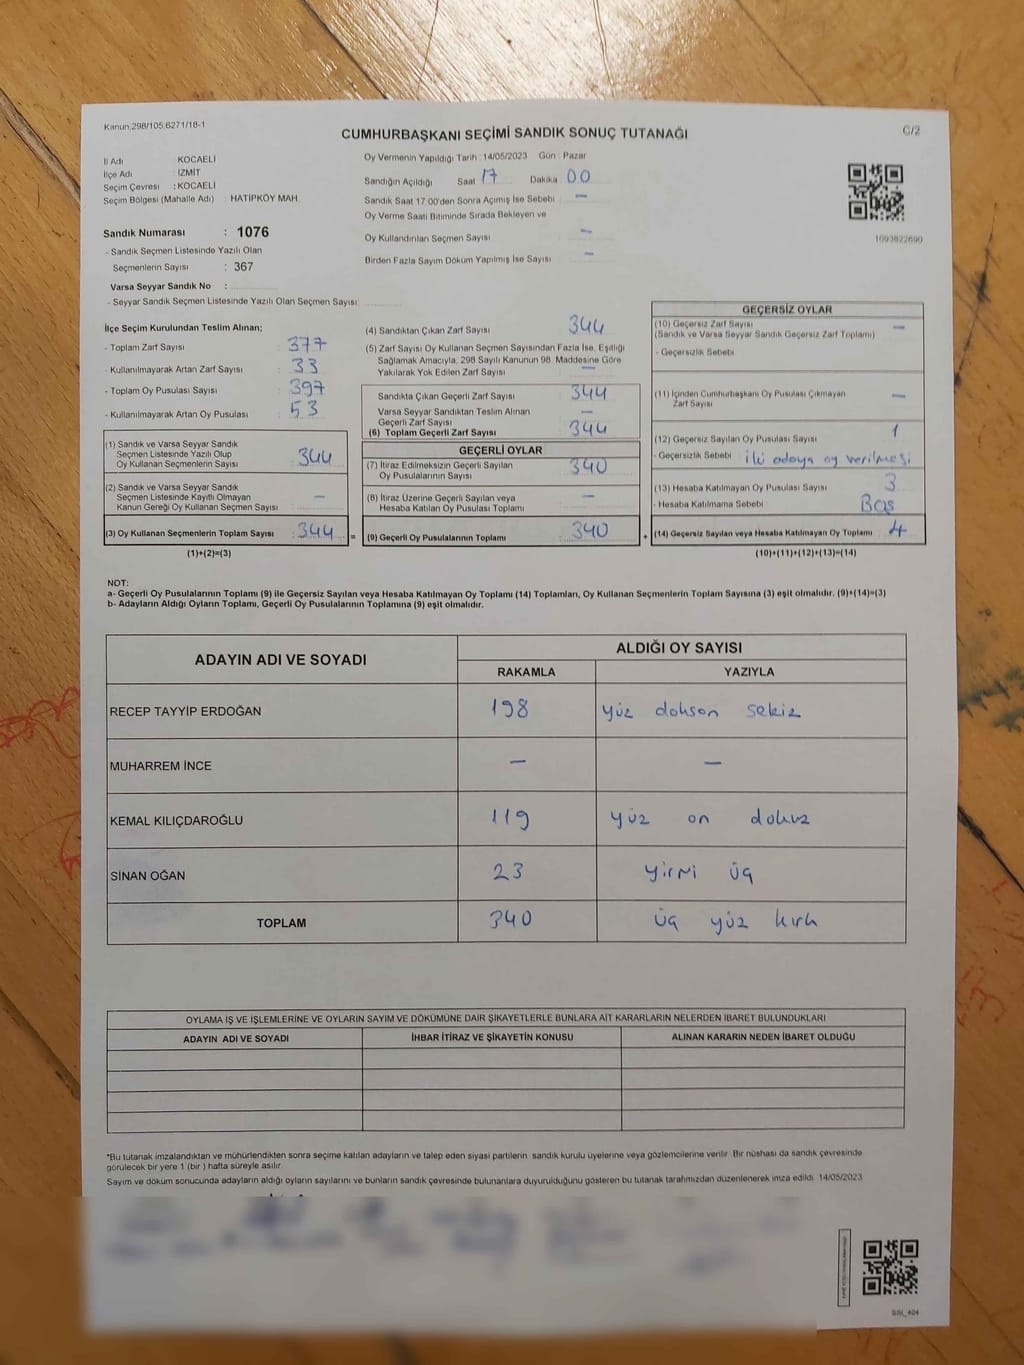 Kanun,298/105;6271/18-1
CUMHURBAŞKANI SEÇİMİ SANDIK SONUÇ TUTANAĞI
C/2
İl Adı KOCAELİ
İlçe Adı : İZMİT
Seçim Çevresi : KOCAELİ
Seçim Bölgesi (Mahalle Adı) : HATIPKÖY MAH.
Sandık Numarası : 1076
- Sandık Seçmen Listesinde Yazılı Olan
Seçmenlerin Sayısı : 367
Varsa Seyyar Sandık No :
- Seyyar Sandık Seçmen Listesinde Yazılı Olan Seçmen Sayısı:
Oy Vermenin Yapıldığı Tarih : 14/05/2023 Gün : Pazar
Sandığın Açıldığı Saat 17 Dakika 00
Sandık Saat 17:00'den Sonra Açımış İse Sebebi —
Oy Verme Saati Bitiminde Sırada Bekleyen ve
Oy Kullandırılan Seçmen Sayısı —
Birden Fazla Sayım Döküm Yapılmış İse Sayısı —
1093822690
İlçe Seçim Kurulundan Teslim Alınan;
- Toplam Zarf Sayısı : 377
- Kullanılmayarak Artan Zarf Sayısı : 33
- Toplam Oy Pusulası Sayısı : 397
- Kullanılmayarak Artan Oy Pusulası : 53
(1) Sandık ve Varsa Seyyar Sandık
Seçmen Listesinde Yazılı Olup
Oy Kullanan Seçmenlerin Sayısı : 344
(2) Sandık ve Varsa Seyyar Sandık
Seçmen Listesinde Kayıtlı Olmayan
Kanun Gereği Oy Kullanan Seçmen Sayısı : —
(3) Oy Kullanan Seçmenlerin Toplam Sayısı : 344 =
(1)+(2)=(3)
(4) Sandıktan Çıkan Zarf Sayısı 344
(5) Zarf Sayısı Oy Kullanan Seçmen Sayısından Fazla İse, Eşitliği
Sağlamak Amacıyla, 298 Sayılı Kanunun 98. Maddesine Göre
Yakılarak Yok Edilen Zarf Sayısı —
Sandıkta Çıkan Geçerli Zarf Sayısı 344
Varsa Seyyar Sandıktan Teslim Alınan
Geçerli Zarf Sayısı —
(6) Toplam Geçerli Zarf Sayısı 344
GEÇERLİ OYLAR
(7) İtiraz Edilmeksizin Geçerli Sayılan
Oy Pusulalarının Sayısı : 340
(8) İtiraz Üzerine Geçerli Sayılan veya
Hesaba Katılan Oy Pusulası Toplamı : —
(9) Geçerli Oy Pusulalarının Toplamı : 340 +
GEÇERSİZ OYLAR
(10) Geçersiz Zarf Sayısı —
(Sandık ve Varsa Seyyar Sandık Geçersiz Zarf Toplamı)
- Geçersizlik Sebebi
(11) İçinden Cumhurbaşkanı Oy Pusulası Çıkmayan
Zarf Sayısı —
(12) Geçersiz Sayılan Oy Pusulası Sayısı 1
- Geçersizlik Sebebi iki adaya oy verilmesi
(13) Hesaba Katılmayan Oy Pusulası Sayısı 3
- Hesaba Katılmama Sebebi Boş
(14) Geçersiz Sayılan veya Hesaba Katılmayan Oy Toplamı 4
(10)+(11)+(12)+(13)=(14)
NOT:
a- Geçerli Oy Pusulalarının Toplamı (9) ile Geçersiz Sayılan veya Hesaba Katılmayan Oy Toplamı (14) Toplamları, Oy Kullanan Seçmenlerin Toplam Sayısına (3) eşit olmalıdır. (9)+(14)=(3)
b- Adayların Aldığı Oyların Toplamı, Geçerli Oy Pusulalarının Toplamına (9) eşit olmalıdır.
ADAYIN ADI VE SOYADI ALDIĞI OY SAYISI
RAKAMLA YAZIYLA
RECEP TAYYİP ERDOĞAN 198 yüz doksan sekiz
MUHARREM İNCE — —
KEMAL KILIÇDAROĞLU 119 yüz on dokuz
SİNAN OĞAN 23 yirmi üç
TOPLAM 340 üç yüz kırk
OYLAMA İŞ VE İŞLEMLERİNE VE OYLARIN SAYIM VE DÖKÜMÜNE DAİR ŞİKAYETLERLE BUNLARA AİT KARARLARIN NELERDEN İBARET BULUNDUKLARI
ADAYIN ADI VE SOYADI İHBAR İTİRAZ VE ŞİKAYETİN KONUSU ALINAN KARARIN NEDEN İBARET OLDUĞU
*Bu tutanak imzalandıktan ve mühürlendikten sonra seçime katılan adayların ve talep eden siyasi partilerin sandık kurulu üyelerine veya gözlemcilerine verilir. Bir nüshası da sandık çevresinde
görülecek bir yere 1 (bir ) hafta süreyle asılır.
Sayım ve döküm sonucunda adayların aldığı oyların sayılarını ve bunların sandık çevresinde bulunanlara duyurulduğunu gösteren bu tutanak tarafımızdan düzenlenerek imza edildi. 14/05/2023